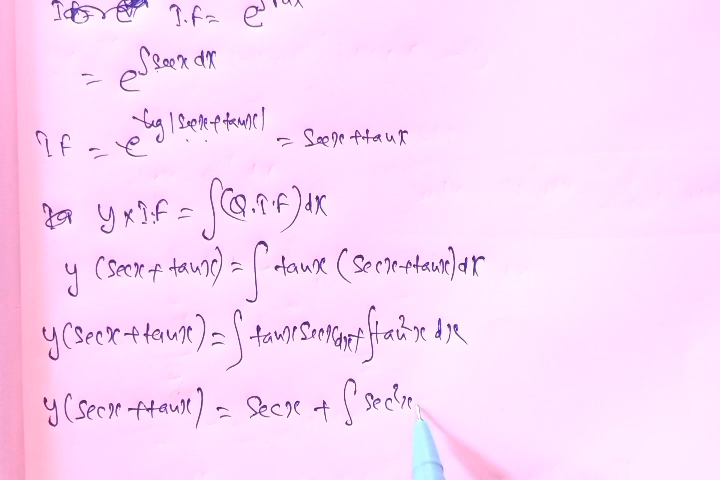 I.F = e^∫
= e^∫secx dx
I F = e^log|secx+tanx| = secx+tanx
y×I.F = ∫(Q.I.F)dx
y (secx+tanx) = ∫ tanx (secx+tanx)dx
y(secx+tanx) = ∫ tanx secx dx + ∫tan²x dx
y(secx+tanx) = secx + ∫ sec²x